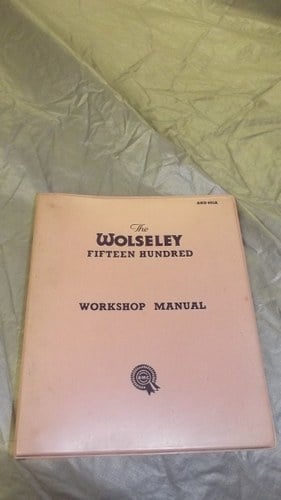 The
WOLSELEY
FIFTEEN HUNDRED
WORKSHOP MANUAL
B.M.C.